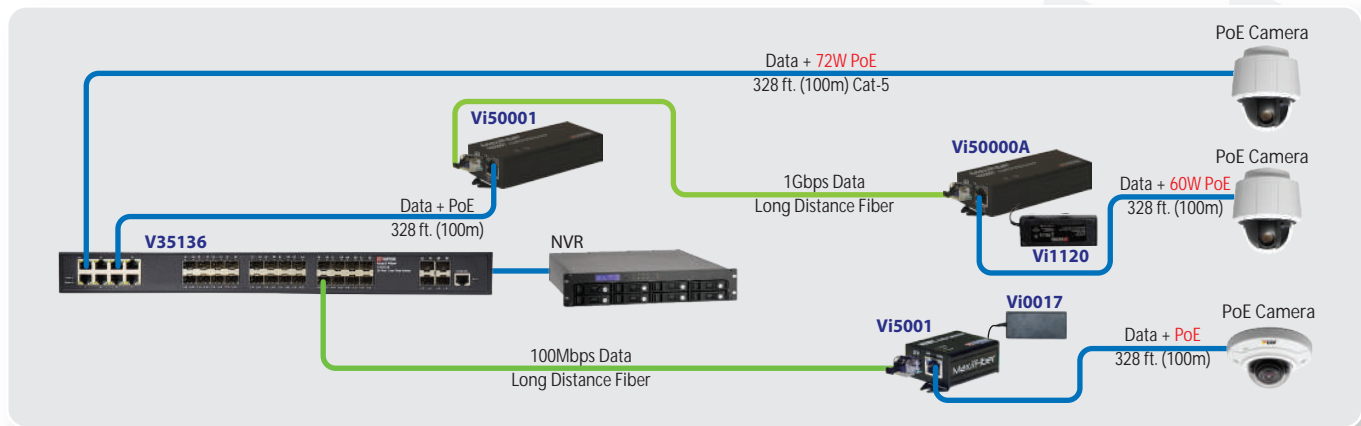 PoE Camera
Data + 72W PoE
328 ft. (100m) Cat-5
Vi50001
Vi50000A
PoE Camera
1Gbps Data
Long Distance Fiber
Data + 60W PoE
328 ft. (100m)
Data + PoE
328 ft. (100m)
V35136
NVR
Vi1120
Vi0017
Vi5001
PoE Camera
100Mbps Data
Long Distance Fiber
Data + PoE
328 ft. (100m)
MaxiiFiber